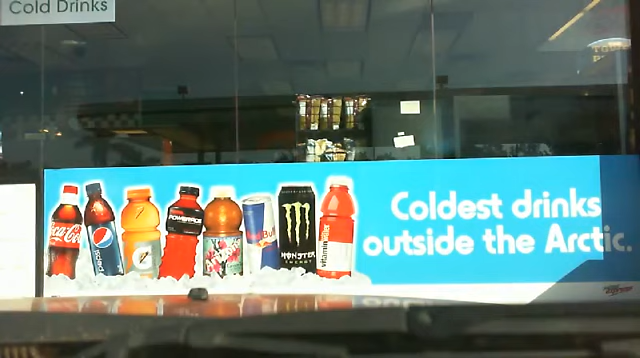 Cold Drinks
Coldest drinks
outside the Arctic.
Coca-Cola
pepsi
G
POWERADE
Red Bull
MONSTER
ENERGY
vitaminwater